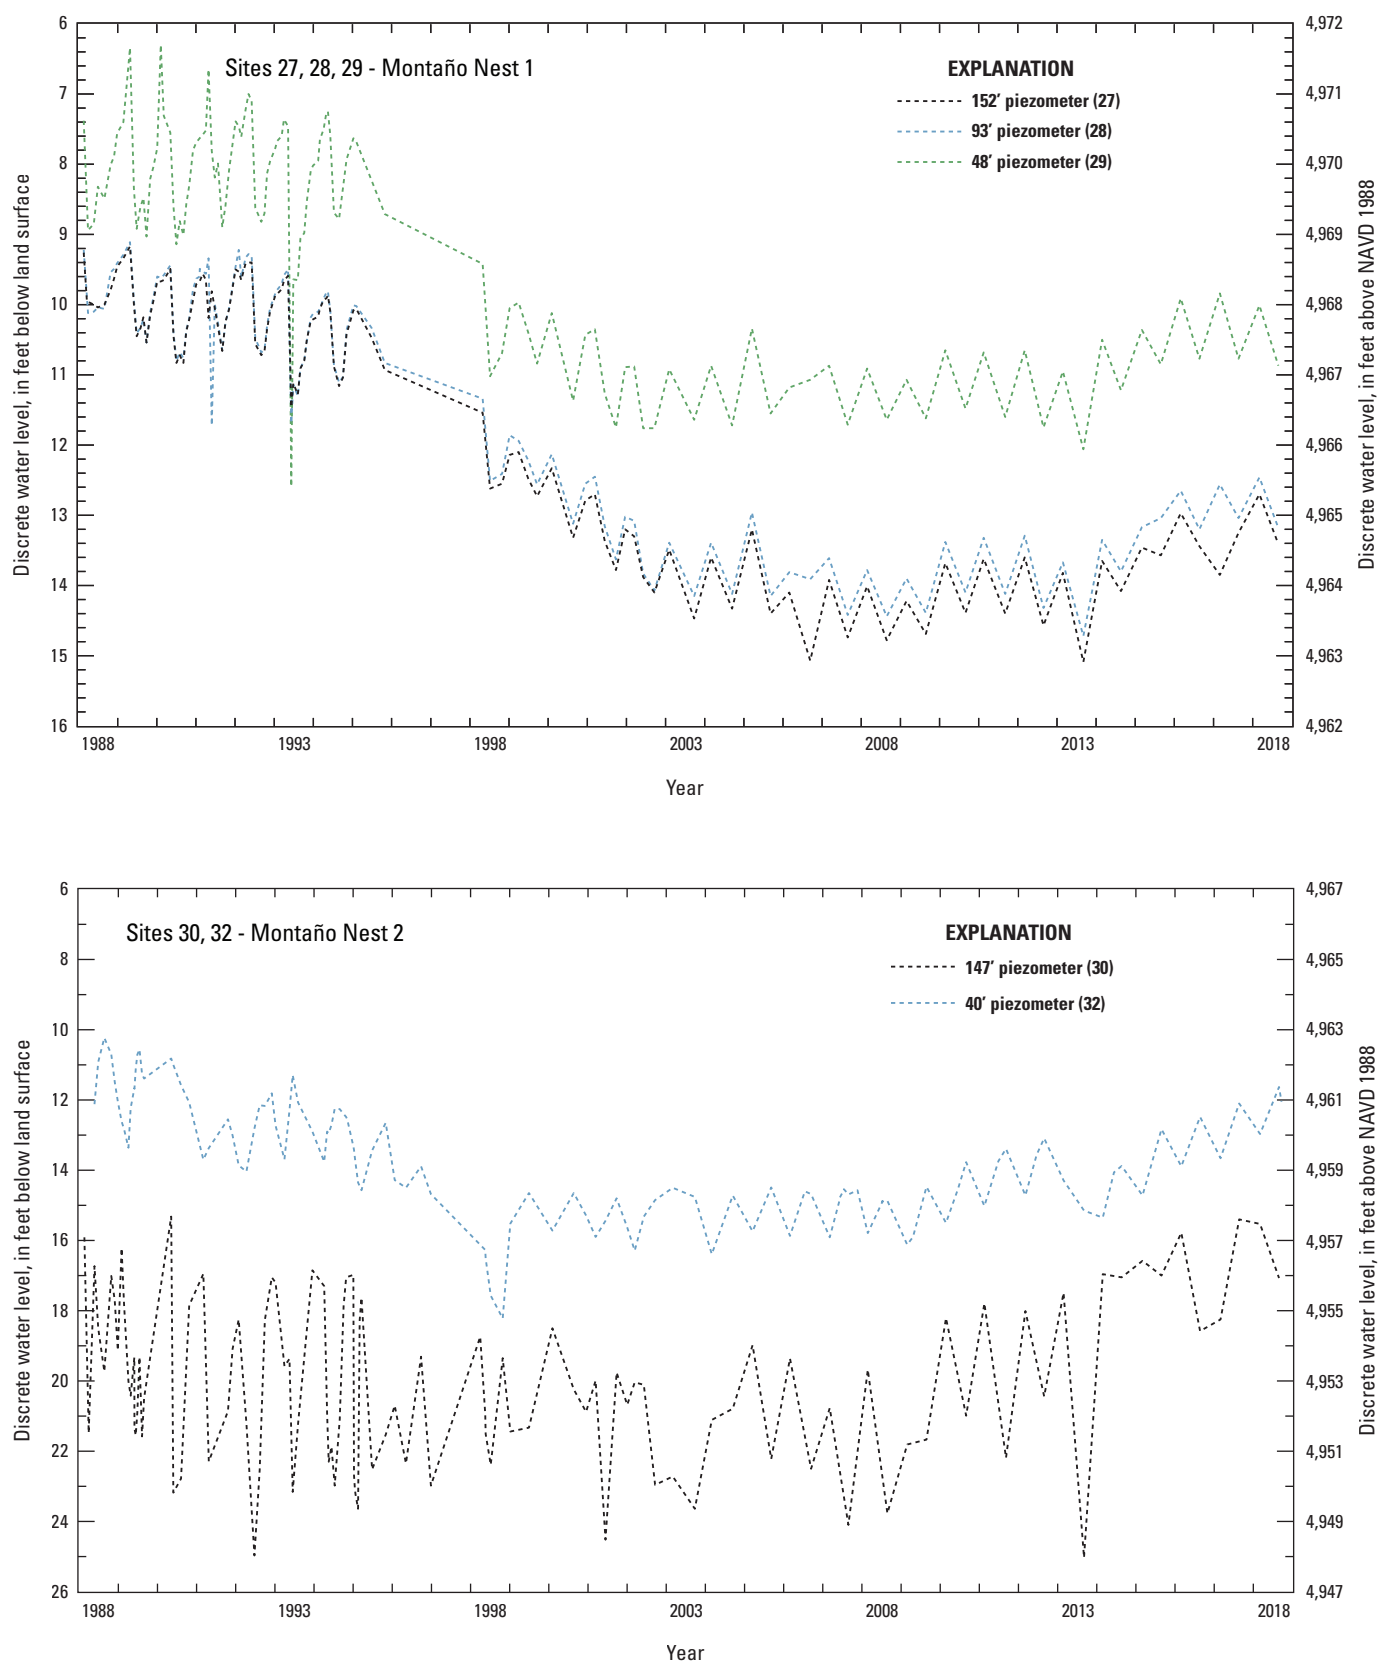 Sites 27, 28, 29 - Montaño Nest 1
EXPLANATION
152’ piezometer (27)
93’ piezometer (28)
48’ piezometer (29)
Discrete water level, in feet below land surface
6
7
8
9
10
11
12
13
14
15
16
4,972
4,971
4,970
4,969
4,968
4,967
4,966
4,965
4,964
4,963
4,962
Discrete water level, in feet above NAVD 1988
1988 1993 1998 2003 2008 2013 2018
Year
Sites 30, 32 - Montaño Nest 2
EXPLANATION
147’ piezometer (30)
40’ piezometer (32)
Discrete water level, in feet below land surface
6
8
10
12
14
16
18
20
22
24
26
4,967
4,965
4,963
4,961
4,959
4,957
4,955
4,953
4,951
4,949
4,947
Discrete water level, in feet above NAVD 1988
1988 1993 1998 2003 2008 2013 2018
Year